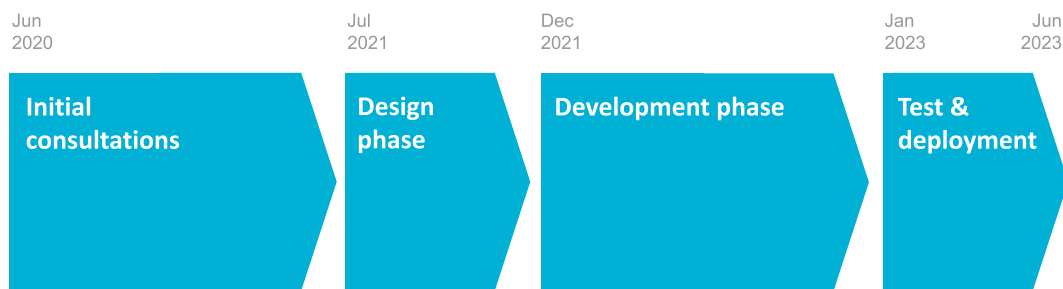 Jun
2020
Jul
2021
Dec
2021
Jan
2023
Jun
2023
Initial
consultations
Design
phase
Development phase
Test &
deployment